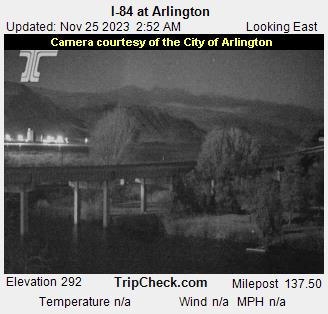 I-84 at Arlington
Updated: Nov 25 2023 2:52 AM Looking East
Camera courtesy of the City of Arlington
Elevation 292 TripCheck.com Milepost 137.50
Temperature n/a Wind n/a MPH n/a